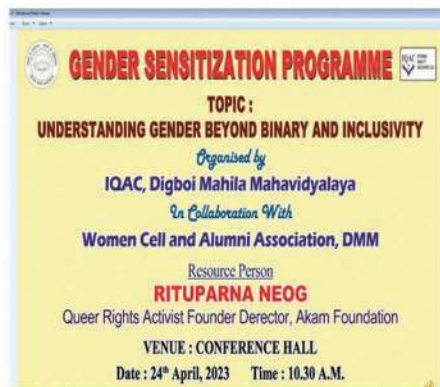 GENDER SENSITIZATION PROGRAMME
TOPIC :
UNDERSTANDING GENDER BEYOND BINARY AND INCLUSIVITY
Organised by
IQAC, Digboi Mahila Mahavidyalaya
In Collaboration With
Women Cell and Alumni Association, DMM
Resource Person
RITUPARNA NEOG
Queer Rights Activist Founder Derector, Akam Foundation
VENUE : CONFERENCE HALL
Date : 24th April, 2023 Time : 10.30 A.M.